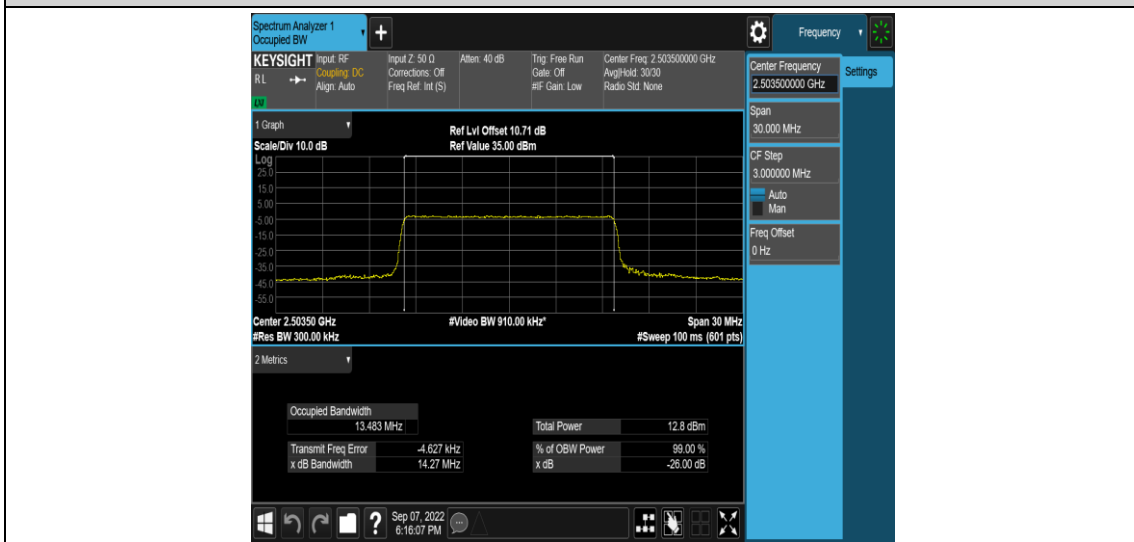 Spectrum Analyzer 1
Occupied BW
+
Frequency
KEYSIGHT Input: RF Input Z: 50 Ω Atten: 40 dB Trig: Free Run Center Freq: 2.503500000 GHz
RL Coupling: DC Corrections: Off Gate: Off Avg|Hold: 30/30
Align: Auto Freq Ref: Int (S) #IF Gain: Low Radio Std: None
Center Frequency
2.503500000 GHz
Settings
Span
30.000 MHz
CF Step
3.000000 MHz
Auto
Man
Freq Offset
0 Hz
1 Graph
Ref Lvl Offset 10.71 dB
Scale/Div 10.0 dB Ref Value 35.00 dBm
Log
25.0
15.0
5.00
-5.00
-15.0
-25.0
-35.0
-45.0
-55.0
Center 2.50350 GHz #Video BW 910.00 kHz* Span 30 MHz
#Res BW 300.00 kHz #Sweep 100 ms (601 pts)
2 Metrics
Occupied Bandwidth
13.483 MHz Total Power 12.8 dBm
Transmit Freq Error -4.627 kHz % of OBW Power 99.00 %
x dB Bandwidth 14.27 MHz x dB -26.00 dB
? Sep 07, 2022
6:16:07 PM